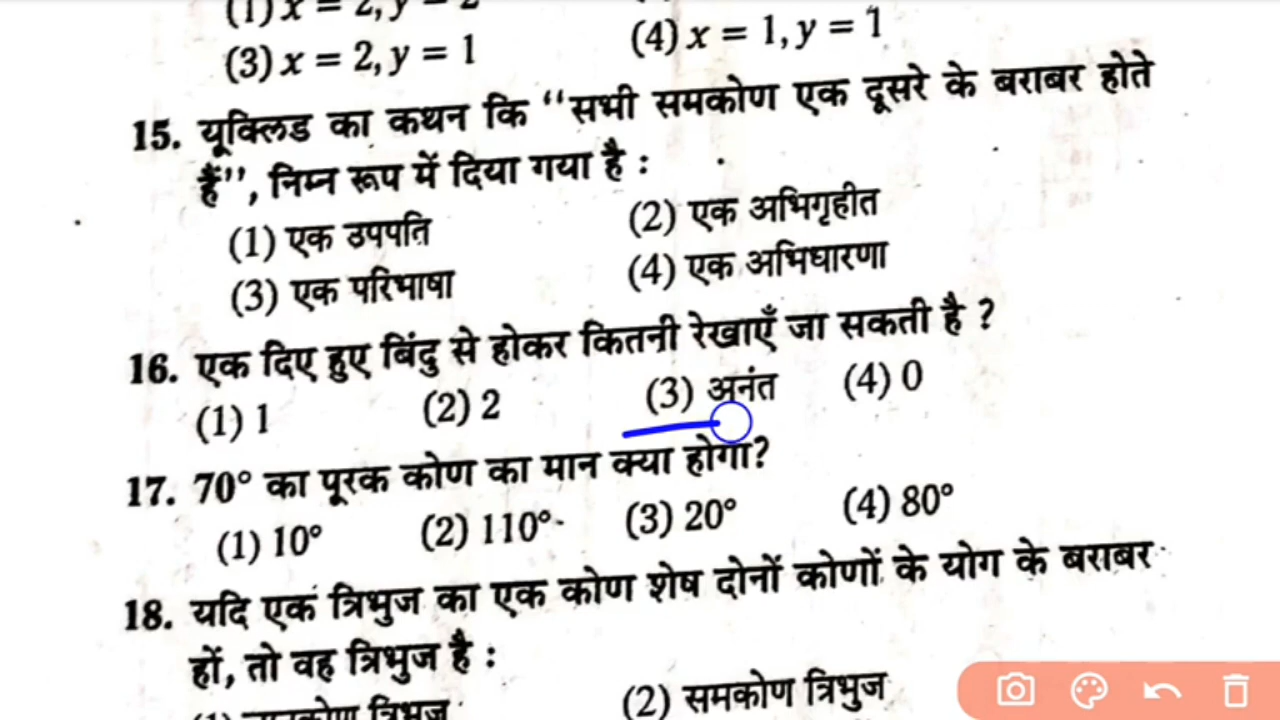 (1) x = 2, y = 2
(3) x = 2, y = 1 (4) x = 1, y = 1
15. यूक्लिड का कथन कि ‘‘सभी समकोण एक दूसरे के बराबर होते
हैं’’, निम्न रूप में दिया गया है :
(1) एक उपपति (2) एक अभिगृहीत
(3) एक परिभाषा (4) एक अभिधारणा
16. एक दिए हुए बिंदु से होकर कितनी रेखाएँ जा सकती है ?
(1) 1 (2) 2 (3) अनंत (4) 0
17. 70° का पूरक कोण का मान क्या होगा?
(1) 10° (2) 110° (3) 20° (4) 80°
18. यदि एक त्रिभुज का एक कोण शेष दोनों कोणों के योग के बराबर
हों, तो वह त्रिभुज है :
त्रिभुज (2) समकोण त्रिभुज